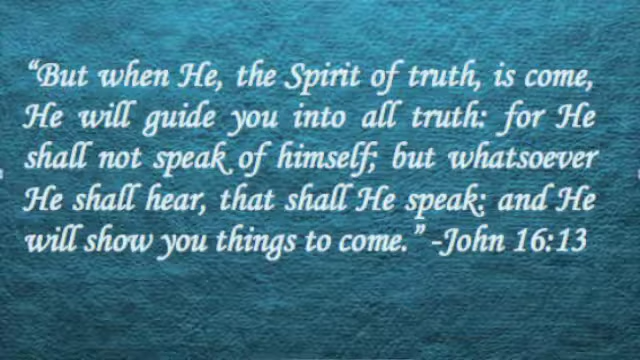 “But when He, the Spirit of truth, is come,
He will guide you into all truth: for He
shall not speak of himself; but whatsoever
He shall hear, that shall He speak: and He
will show you things to come.” -John 16:13